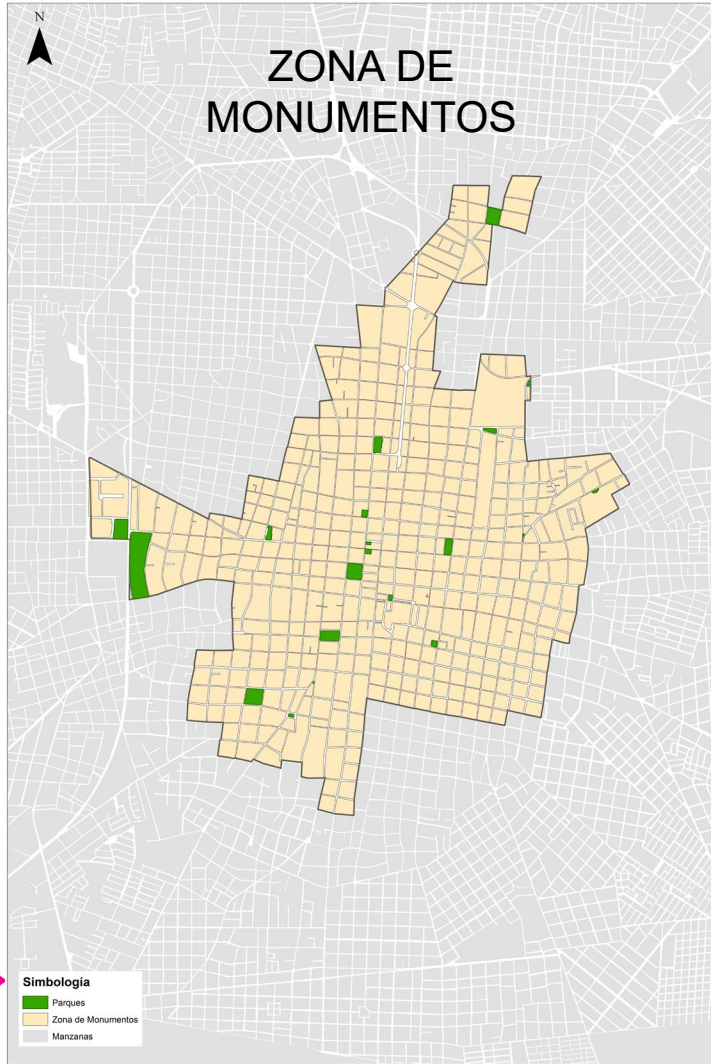 N
ZONA DE
MONUMENTOS
Simbología
Parques
Zona de Monumentos
Manzanas